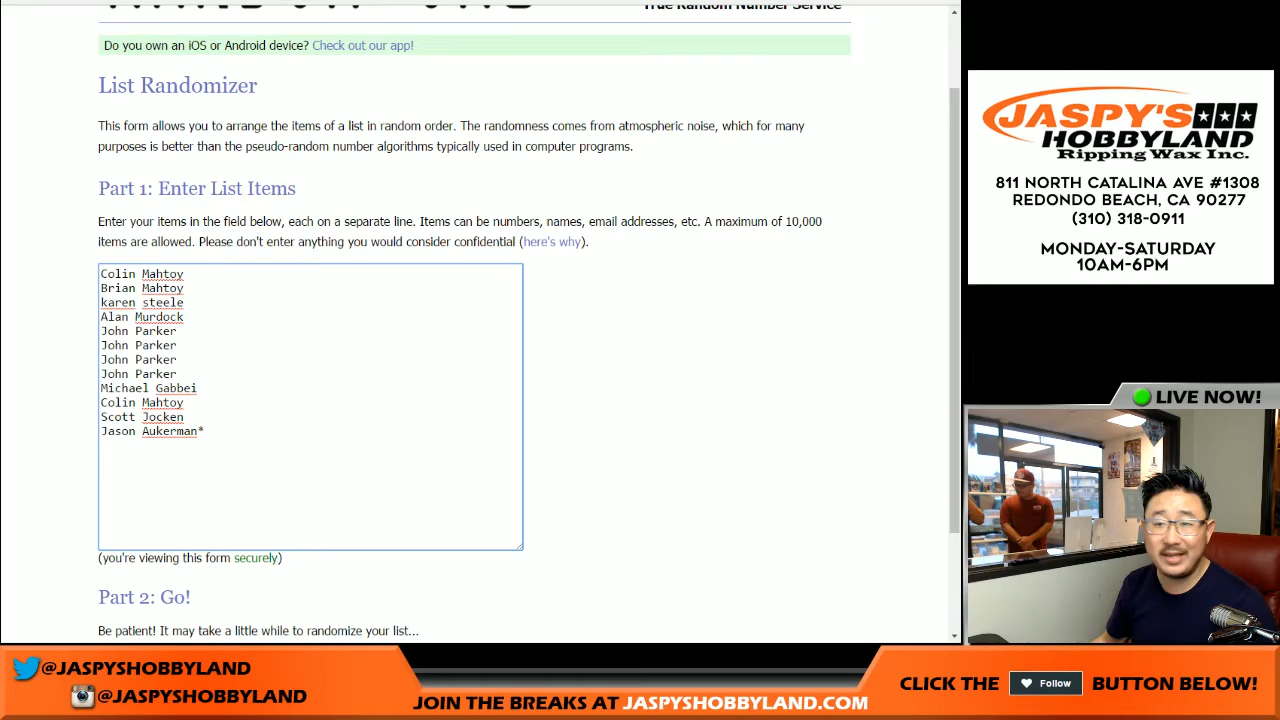 True Random Number Service
Do you own an iOS or Android device? Check out our app!
List Randomizer
This form allows you to arrange the items of a list in random order. The randomness comes from atmospheric noise, which for many
purposes is better than the pseudo-random number algorithms typically used in computer programs.
Part 1: Enter List Items
Enter your items in the field below, each on a separate line. Items can be numbers, names, email addresses, etc. A maximum of 10,000
items are allowed. Please don't enter anything you would consider confidential (here's why).
Colin Mahtoy
Brian Mahtoy
karen steele
Alan Murdock
John Parker
John Parker
John Parker
John Parker
Michael Gabbei
Colin Mahtoy
Scott Jocken
Jason Aukerman*
(you're viewing this form securely)
Part 2: Go!
Be patient! It may take a little while to randomize your list...
JASPY'S
HOBBYLAND
Ripping Wax Inc.
811 NORTH CATALINA AVE #1308
REDONDO BEACH, CA 90277
(310) 318-0911
MONDAY-SATURDAY
10AM-6PM
LIVE NOW!
@JASPYSHOBBYLAND
@JASPYSHOBBYLAND
JOIN THE BREAKS AT JASPYSHOBBYLAND.COM
CLICK THE Follow BUTTON BELOW!